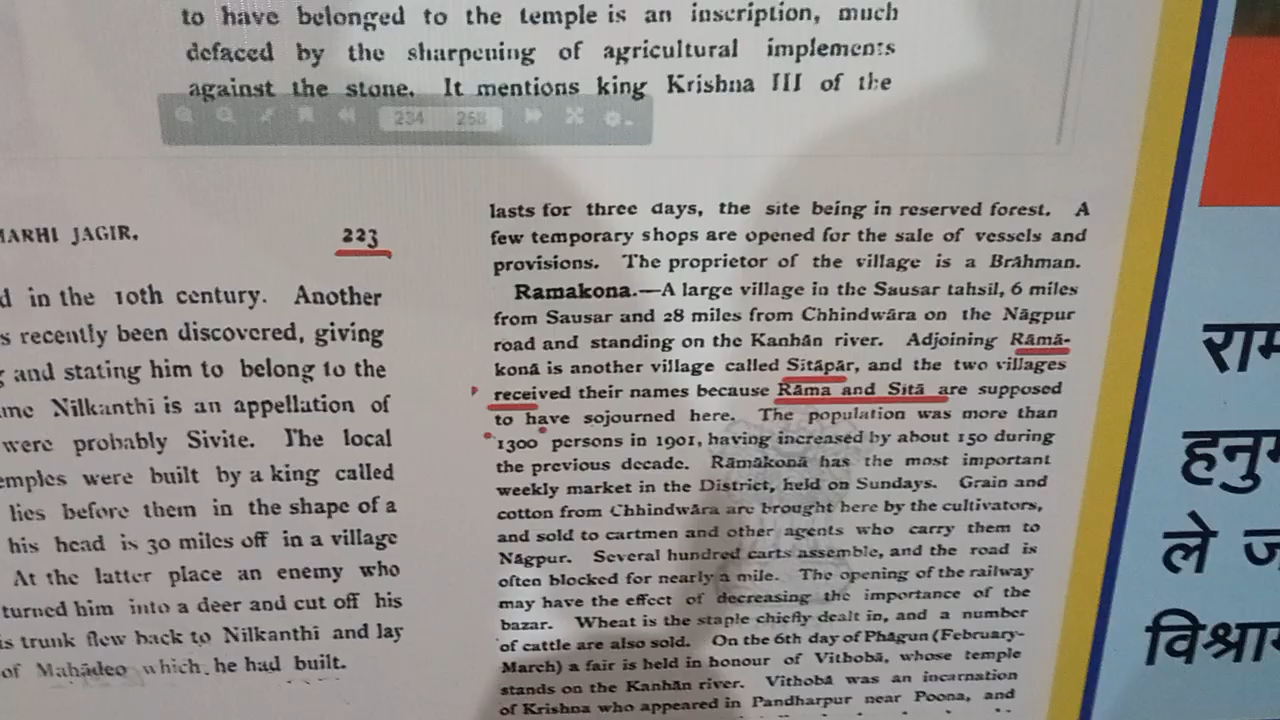 to have belonged to the temple is an inscription, much
defaced by the sharpening of agricultural implements
against the stone. It mentions king Krishna III of the
234 258
MARHI JAGIR.
223
d in the 10th century. Another
s recently been discovered, giving
and stating him to belong to the
Nilkanthi is an appellation of
were probably Sivite. The local
emples were built by a king called
lies before them in the shape of a
his head is 30 miles off in a village
At the latter place an enemy who
turned him into a deer and cut off his
is trunk flew back to Nilkanthi and lay
of Mahādeo which he had built.
lasts for three days, the site being in reserved forest. A
few temporary shops are opened for the sale of vessels and
provisions. The proprietor of the village is a Brāhman.
Ramakona.—A large village in the Sausar tahsil, 6 miles
from Sausar and 28 miles from Chhindwāra on the Nāgpur
road and standing on the Kanhān river. Adjoining Rāmā-
konā is another village called Sītāpār, and the two villages
received their names because Rāma and Sītā are supposed
to have sojourned here. The population was more than
1300 persons in 1901, having increased by about 150 during
the previous decade. Rāmākonā has the most important
weekly market in the District, held on Sundays. Grain and
cotton from Chhindwāra are brought here by the cultivators,
and sold to cartmen and other agents who carry them to
Nāgpur. Several hundred carts assemble, and the road is
often blocked for nearly a mile. The opening of the railway
may have the effect of decreasing the importance of the
bazar. Wheat is the staple chiefly dealt in, and a number
of cattle are also sold. On the 6th day of Phāgun (February-
March) a fair is held in honour of Vithobā, whose temple
stands on the Kanhān river. Vithobā was an incarnation
of Krishna who appeared in Pandharpur near Poona, and
राम
हनुम
ले ज
विश्राम